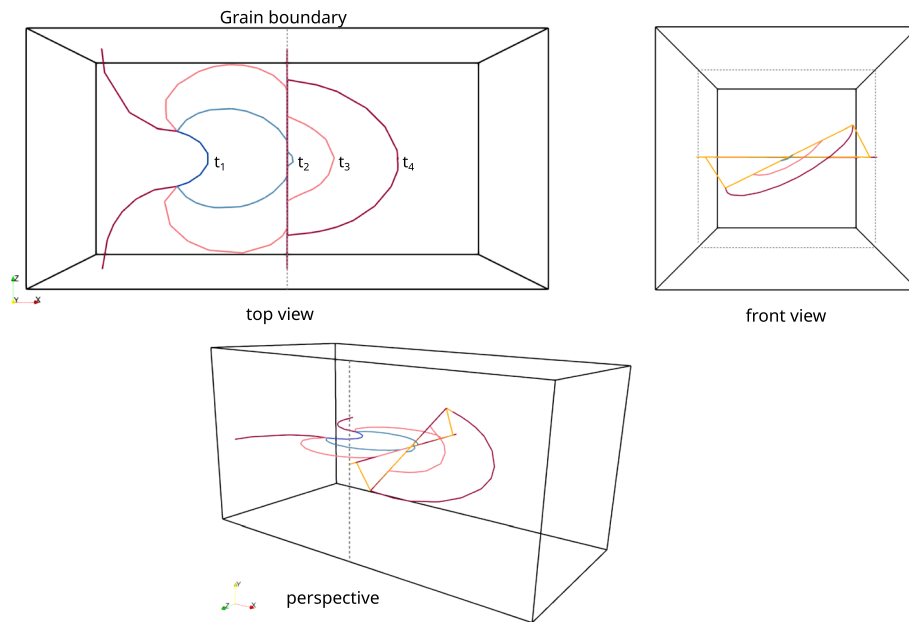 Grain boundary
t1 t2 t3 t4
Z
Y X
top view
front view
Y
Z X
perspective